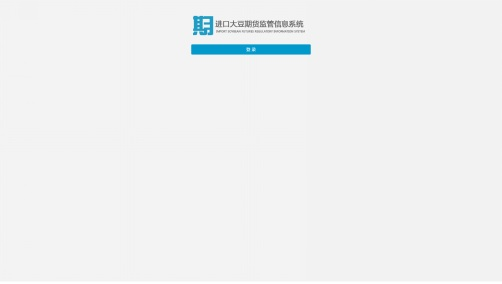 进口大豆期货监管信息系统
IMPORT SOYBEAN FUTURES REGULATORY INFORMATION SYSTEM
登 录